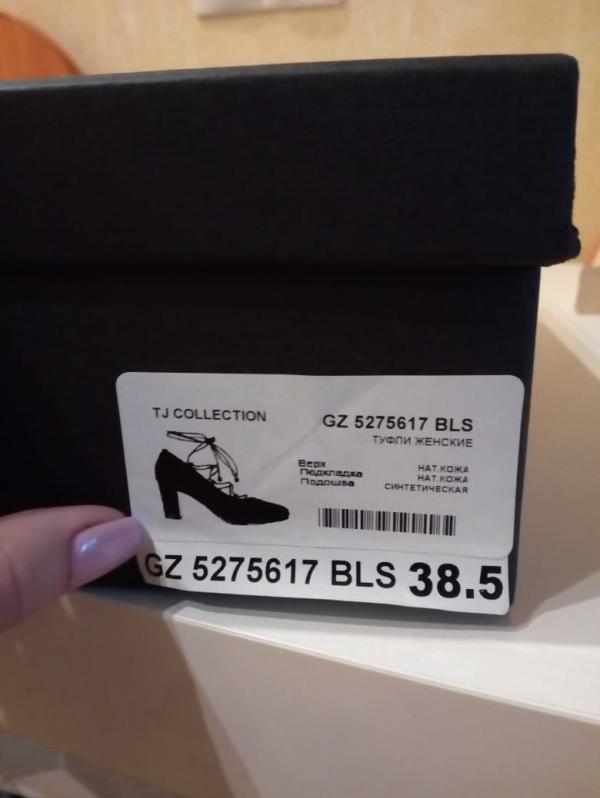 TJ COLLECTION
GZ 5275617 BLS
ТУФЛИ ЖЕНСКИЕ
Верх НАТ.КОЖА
Подкладка НАТ.КОЖА
Подошва СИНТЕТИЧЕСКАЯ
GZ 5275617 BLS 38.5